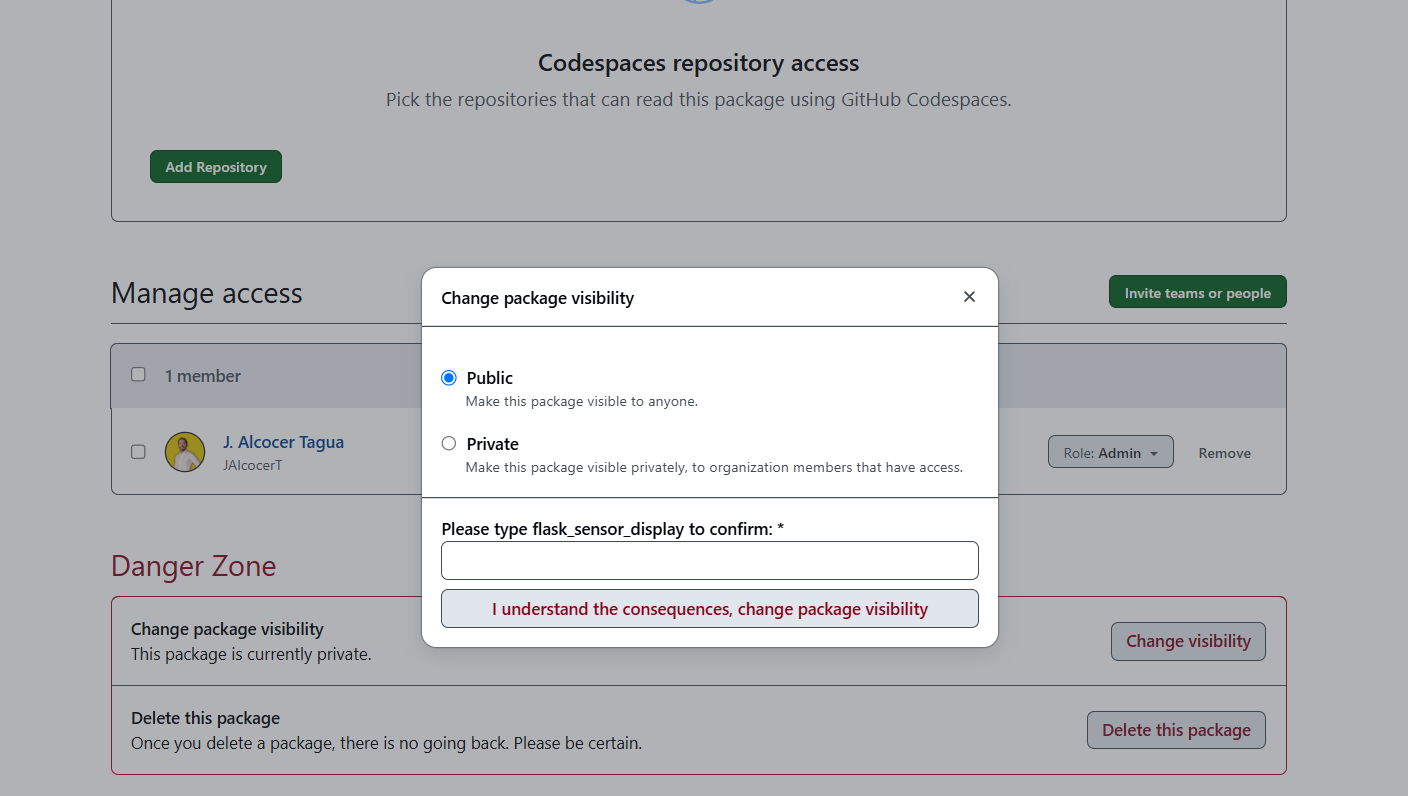 Codespaces repository access
Pick the repositories that can read this package using GitHub Codespaces.
Add Repository
Manage access
Invite teams or people
1 member
J. Alcocer Tagua
JAlcocerT
Role: Admin
Remove
Change package visibility
Public
Make this package visible to anyone.
Private
Make this package visible privately, to organization members that have access.
Please type flask_sensor_display to confirm: *
I understand the consequences, change package visibility
Danger Zone
Change package visibility
This package is currently private.
Change visibility
Delete this package
Once you delete a package, there is no going back. Please be certain.
Delete this package